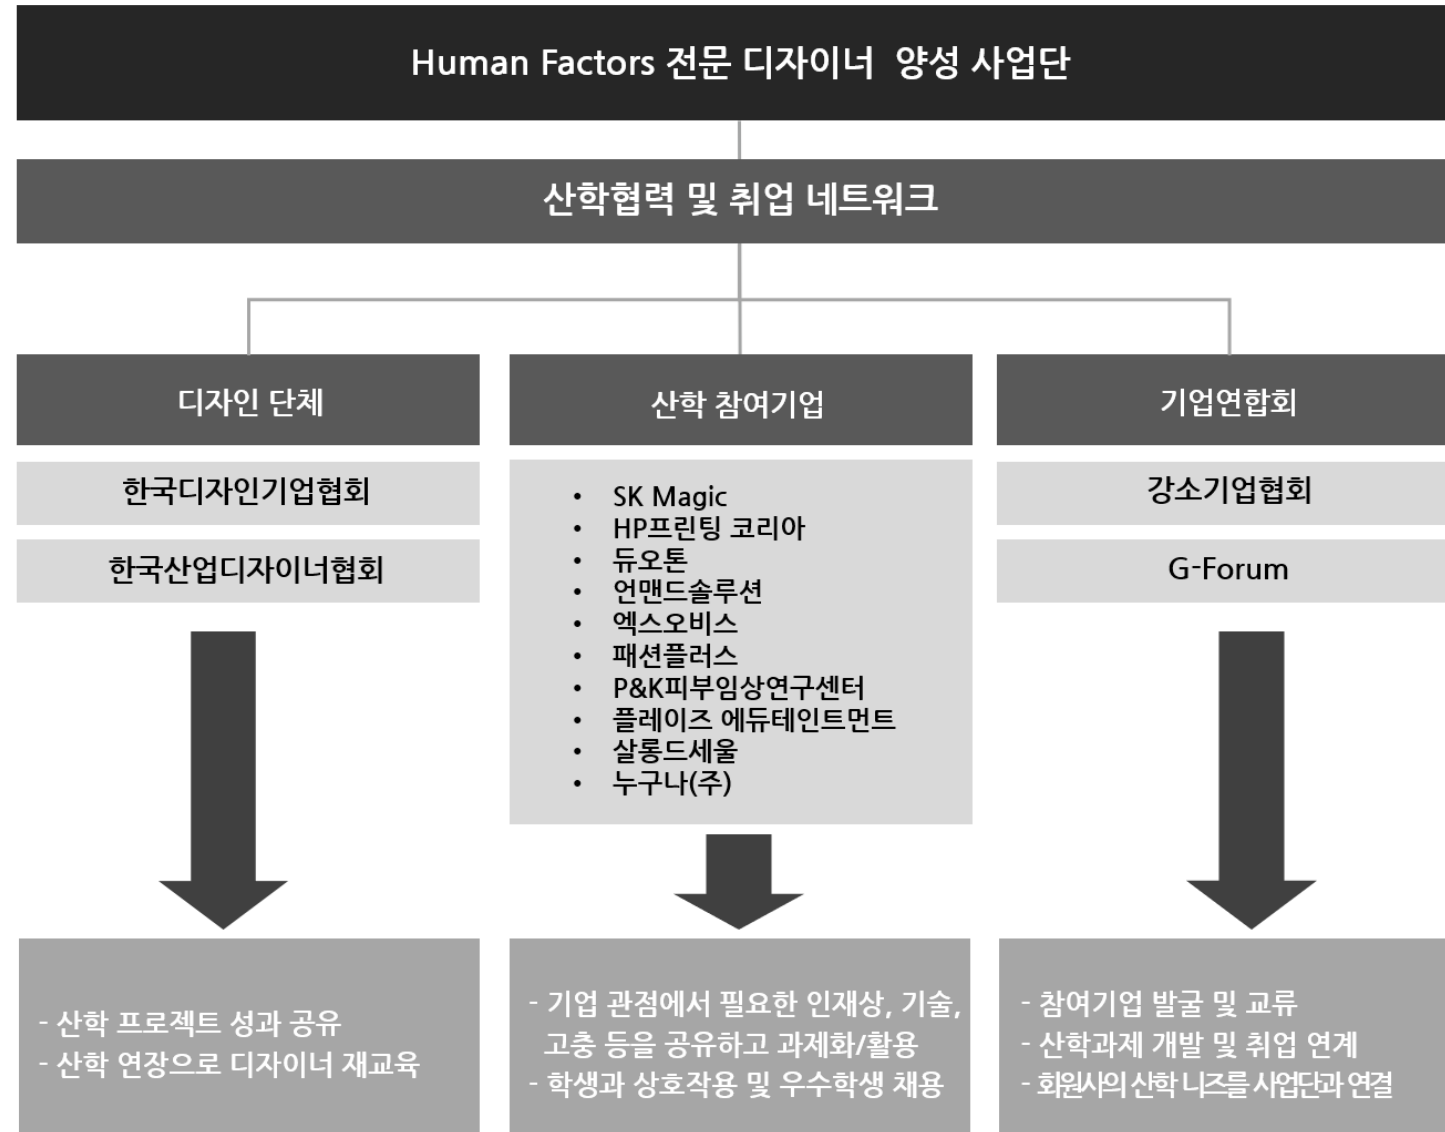 Human Factors 전문 디자이너 양성 사업단
산학협력 및 취업 네트워크
디자인 단체
한국디자인기업협회
한국산업디자이너협회
- 산학 프로젝트 성과 공유
- 산학 연장으로 디자이너 재교육
산학 참여기업
• SK Magic
• HP프린팅 코리아
• 듀오톤
• 언맨드솔루션
• 엑스오비스
• 패션플러스
• P&K피부임상연구센터
• 플레이즈 에듀테인트먼트
• 살롱드세울
• 누구나(주)
- 기업 관점에서 필요한 인재상, 기술,
고충 등을 공유하고 과제화/활용
- 학생과 상호작용 및 우수학생 채용
기업연합회
강소기업협회
G-Forum
- 참여기업 발굴 및 교류
- 산학과제 개발 및 취업 연계
- 회원사의 산학 니즈를 사업단과 연결